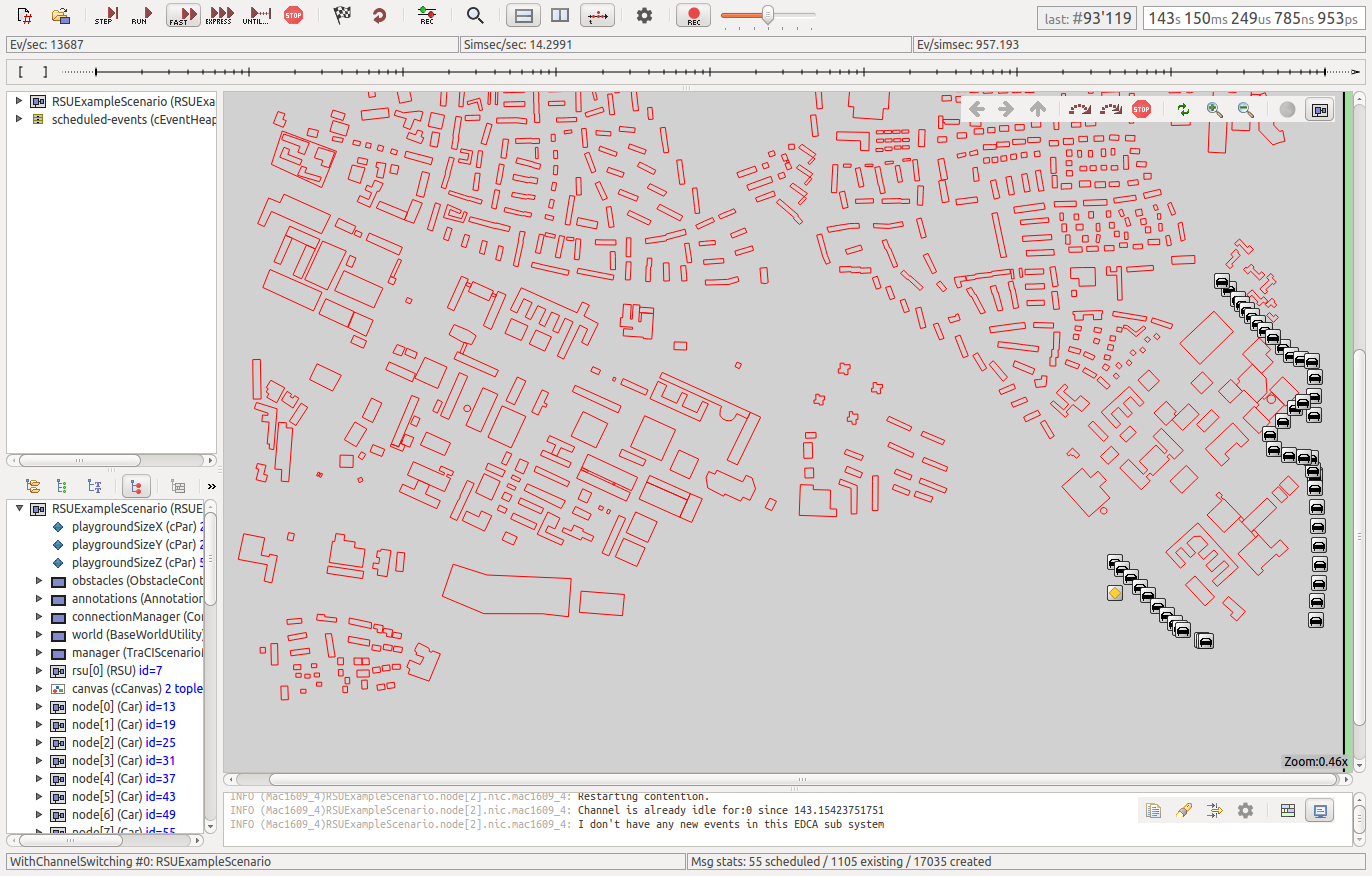 STEP RUN FAST EXPRESS UNTIL... STOP REC REC last: #93'119 143s 150ms 249us 785ns 953ps
Ev/sec: 13687 Simsec/sec: 14.2991 Ev/simsec: 957.193
[ ]
RSUExampleScenario (RSUExa
scheduled-events (cEventHeap
STOP
»
RSUExampleScenario (RSUE
playgroundSizeX (cPar) 2
playgroundSizeY (cPar) 2
playgroundSizeZ (cPar) 5
obstacles (ObstacleCont
annotations (Annotation
connectionManager (Cor
world (BaseWorldUtility)
manager (TraCIScenario
rsu[0] (RSU) id=7
canvas (cCanvas) 2 tople
node[0] (Car) id=13
node[1] (Car) id=19
node[2] (Car) id=25
node[3] (Car) id=31
node[4] (Car) id=37
node[5] (Car) id=43
node[6] (Car) id=49
node[7] (Car) id=55
Zoom:0.46x
INFO (Mac1609_4)RSUExampleScenario.node[2].nic.mac1609_4: Restarting contention.
INFO (Mac1609_4)RSUExampleScenario.node[2].nic.mac1609_4: Channel is already idle for:0 since 143.15423751751
INFO (Mac1609_4)RSUExampleScenario.node[2].nic.mac1609_4: I don't have any new events in this EDCA sub system
WithChannelSwitching #0: RSUExampleScenario Msg stats: 55 scheduled / 1105 existing / 17035 created